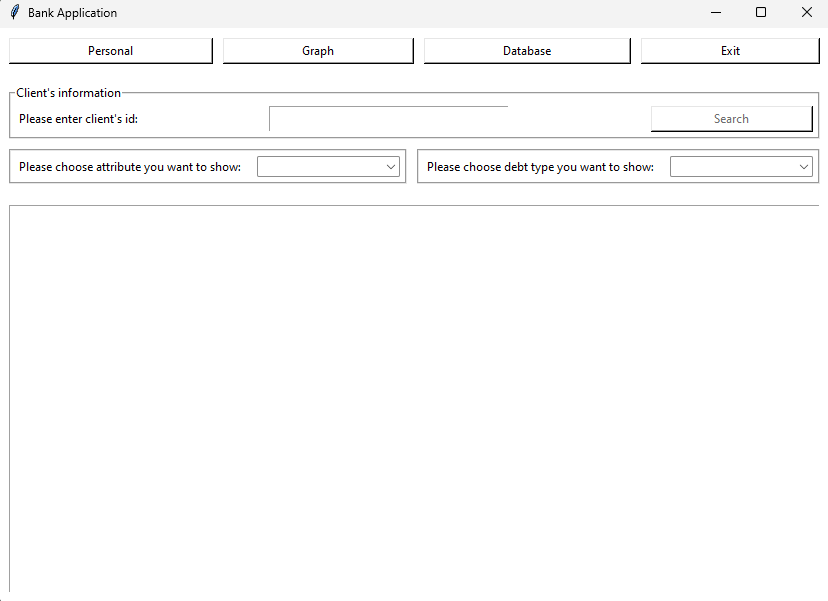 Bank Application
Personal Graph Database Exit
Client's information
Please enter client's id: Search
Please choose attribute you want to show: Please choose debt type you want to show: